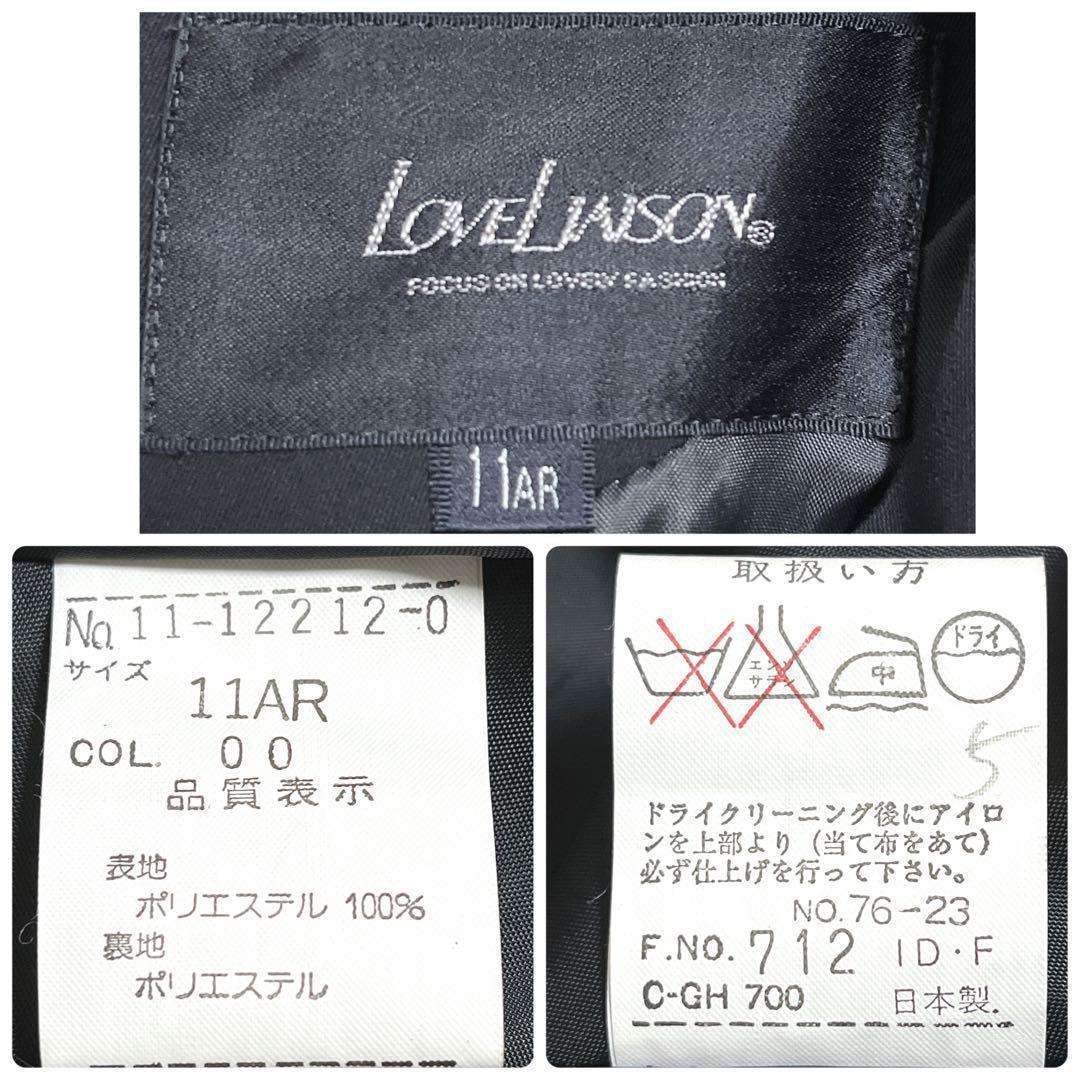 LOVELIAISON®
FOCUS ON LOVELY FASHION
11AR
No. 11-12212-0
サイズ
11AR
COL. 00
品質表示
表地
ポリエステル 100%
裏地
ポリエステル
取扱い方
エンソ
サチン
中
ドライ
5
ドライクリーニング後にアイロ
ンを上部より (当て布をあて)
必ず仕上げを行って下さい。
NO.76-23
F.NO. 712 ID・F
C-GH 700 日本製.